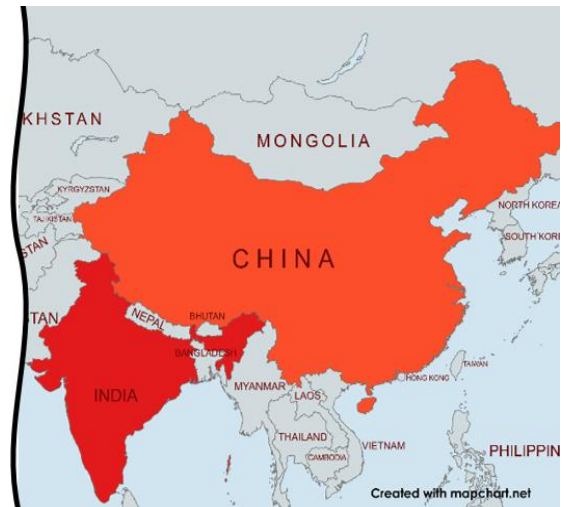 KHSTAN
MONGOLIA
KYRGYZSTAN
TAJIKISTAN
NORTH KOREA
SOUTH KORE
STAN
CHINA
TAN
NEPAL
BHUTAN
BANGLADESH
TAIWAN
HONG KONG
INDIA
MYANMAR
LAOS
THAILAND
VIETNAM
CAMBODIA
PHILIPPIN
Created with mapchart.net